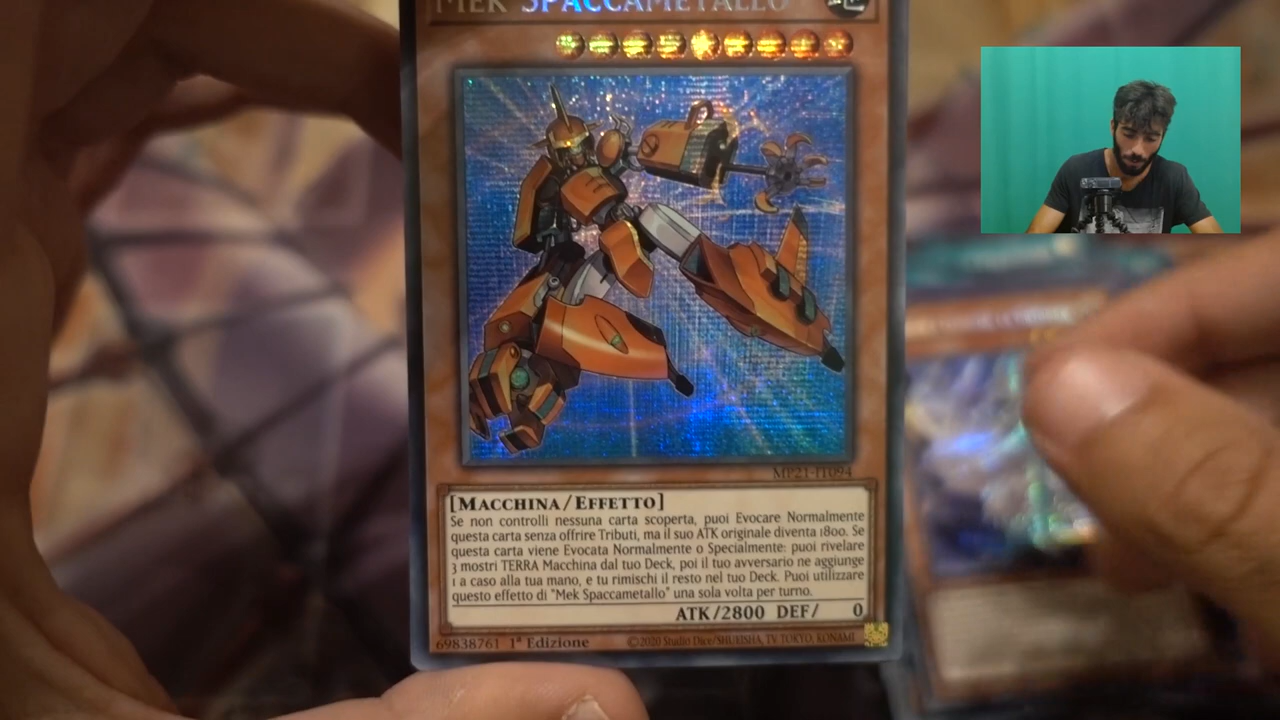 MEK SPACCAMETALLO
MP21-IT094
[MACCHINA/EFFETTO]
Se non controlli nessuna carta scoperta, puoi Evocare Normalmente
questa carta senza offrire Tributi, ma il suo ATK originale diventa 1800. Se
questa carta viene Evocata Normalmente o Specialmente: puoi rivelare
3 mostri TERRA Macchina dal tuo Deck, poi il tuo avversario ne aggiunge
1 a caso alla tua mano, e tu rimischi il resto nel tuo Deck. Puoi utilizzare
questo effetto di "Mek Spaccametallo" una sola volta per turno.
ATK/2800 DEF/ 0
69838761 1ª Edizione ©2020 Studio Dice/SHUEISHA, TV TOKYO, KONAMI